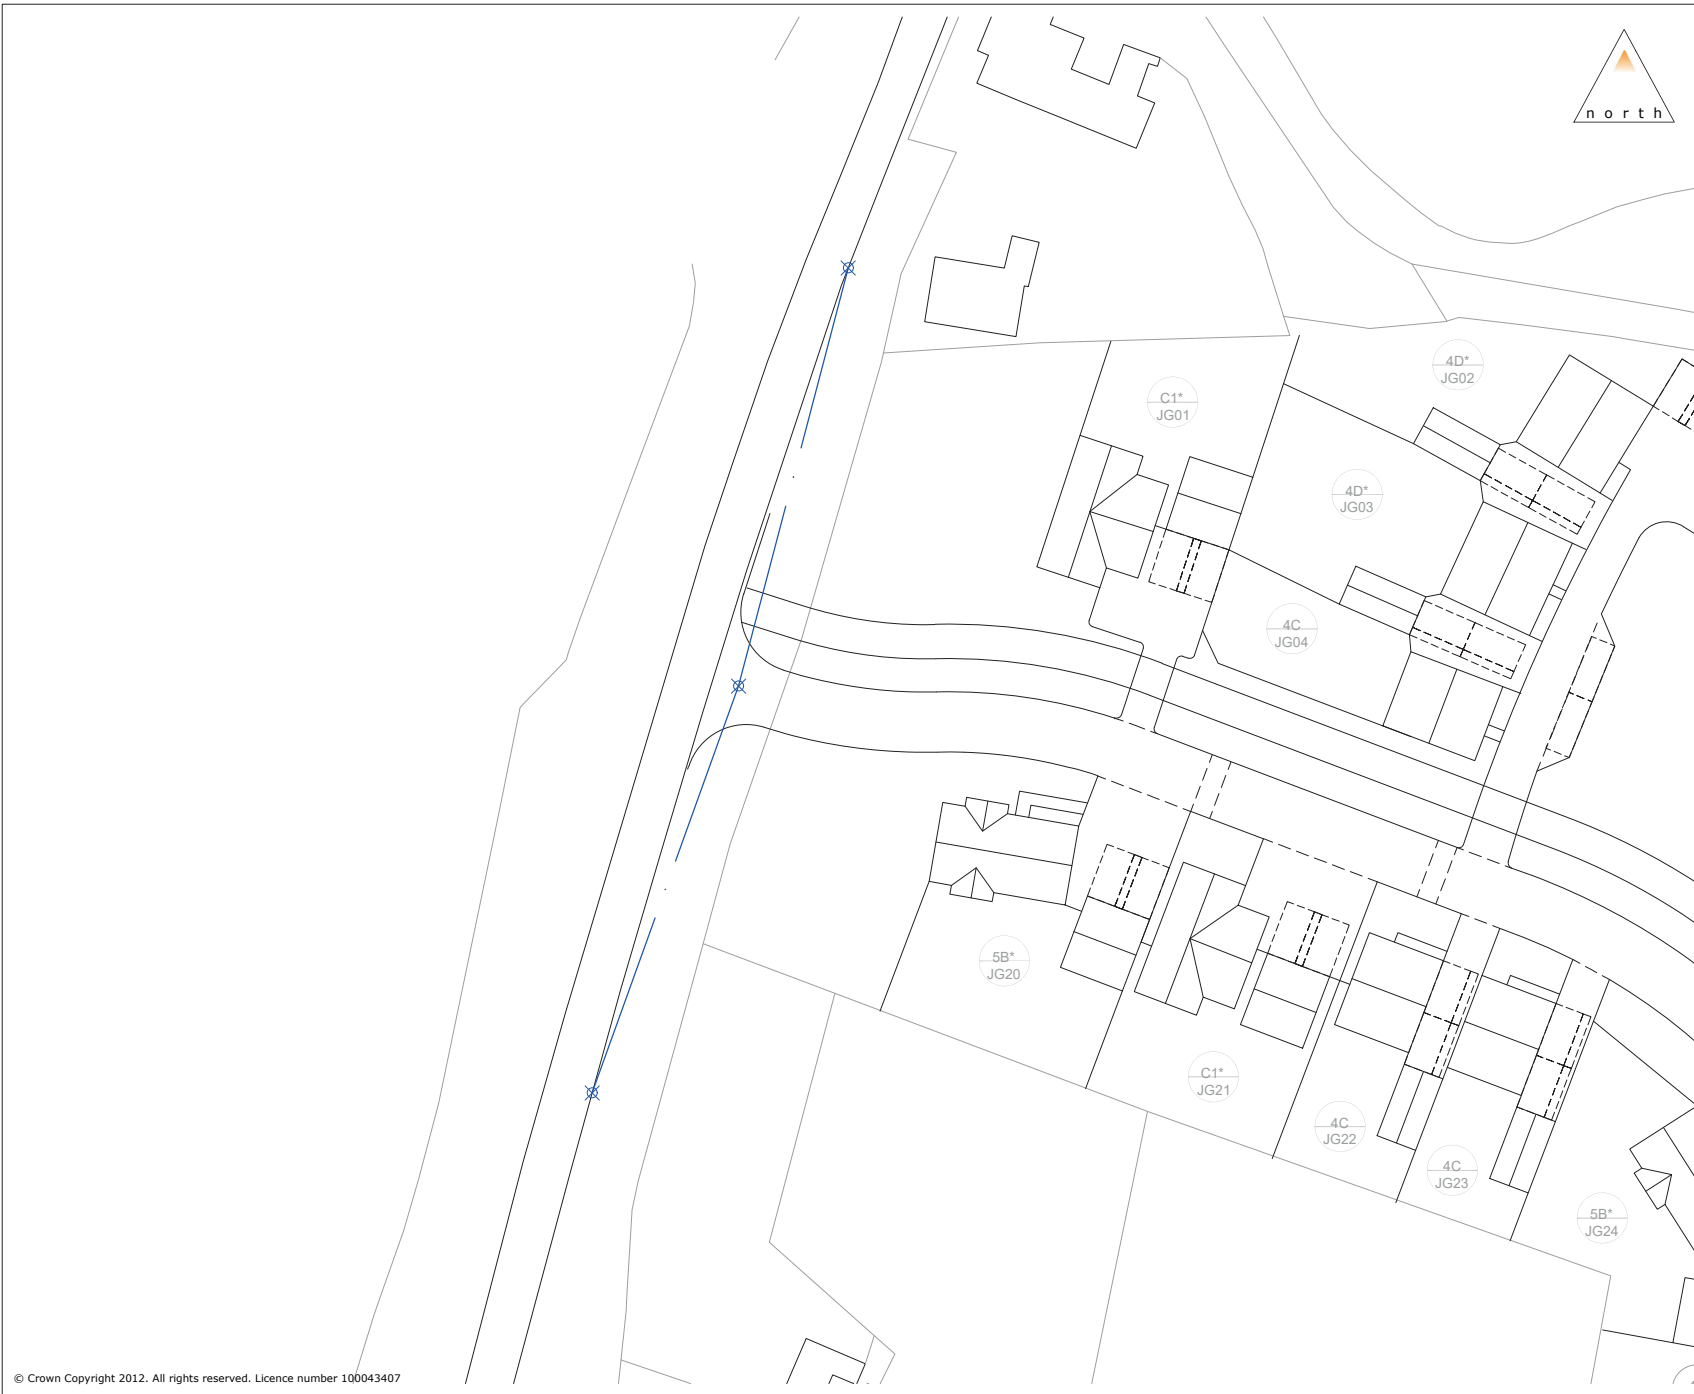 n o r t h
4D*
JG02
C1*
JG01
4D*
JG03
4C
JG04
5B*
JG20
C1*
JG21
4C
JG22
4C
JG23
5B*
JG24
© Crown Copyright 2012. All rights reserved. Licence number 100043407